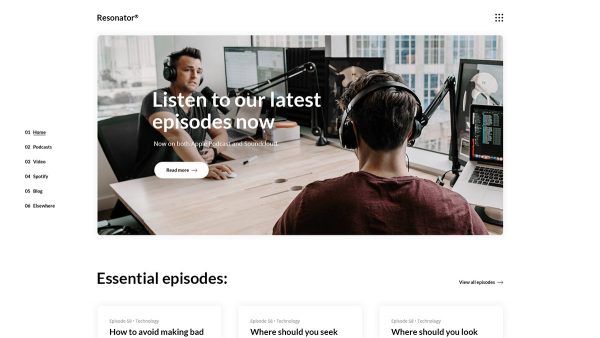 Resonator®
01 Home
02 Podcasts
03 Video
04 Spotify
05 Blog
06 Elsewhere
Listen to our latest
episodes now
Now on both Apple Podcast and Soundcloud.
Read more →
Essential episodes:
View all episodes →
Episode 58 / Technology
How to avoid making bad
Episode 56 / Technology
Where should you seek
Episode 58 / Technology
Where should you look